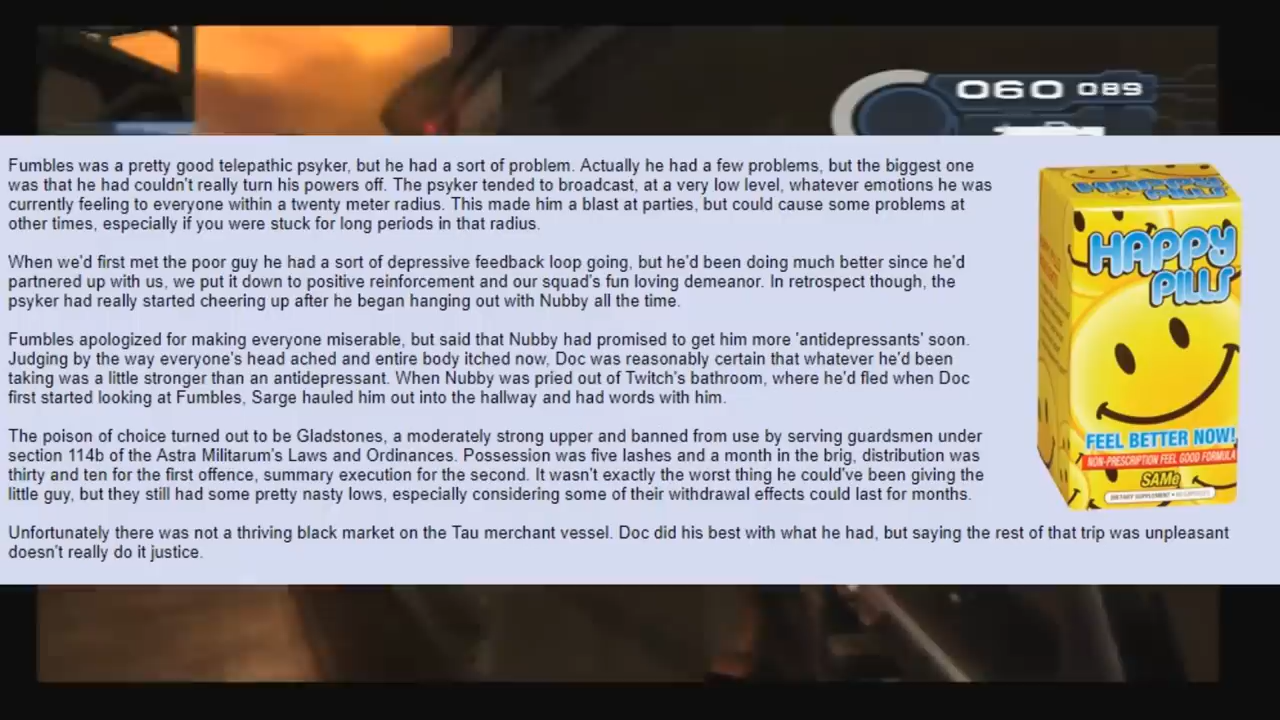 060 089
Fumbles was a pretty good telepathic psyker, but he had a sort of problem. Actually he had a few problems, but the biggest one
was that he had couldn't really turn his powers off. The psyker tended to broadcast, at a very low level, whatever emotions he was
currently feeling to everyone within a twenty meter radius. This made him a blast at parties, but could cause some problems at
other times, especially if you were stuck for long periods in that radius.
When we'd first met the poor guy he had a sort of depressive feedback loop going, but he'd been doing much better since he'd
partnered up with us, we put it down to positive reinforcement and our squad's fun loving demeanor. In retrospect though, the
psyker had really started cheering up after he began hanging out with Nubby all the time.
Fumbles apologized for making everyone miserable, but said that Nubby had promised to get him more 'antidepressants' soon.
Judging by the way everyone's head ached and entire body itched now, Doc was reasonably certain that whatever he'd been
taking was a little stronger than an antidepressant. When Nubby was pried out of Twitch's bathroom, where he'd fled when Doc
first started looking at Fumbles, Sarge hauled him out into the hallway and had words with him.
The poison of choice turned out to be Gladstones, a moderately strong upper and banned from use by serving guardsmen under
section 114b of the Astra Militarum's Laws and Ordinances. Possession was five lashes and a month in the brig, distribution was
thirty and ten for the first offence, summary execution for the second. It wasn't exactly the worst thing he could've been giving the
little guy, but they still had some pretty nasty lows, especially considering some of their withdrawal effects could last for months.
Unfortunately there was not a thriving black market on the Tau merchant vessel. Doc did his best with what he had, but saying the rest of that trip was unpleasant
doesn't really do it justice.
HAPPY
PILLS
HAPPY
PILLS
FEEL BETTER NOW!
NON-PRESCRIPTION FEEL GOOD FORMULA
SAMe
DIETARY SUPPLEMENT